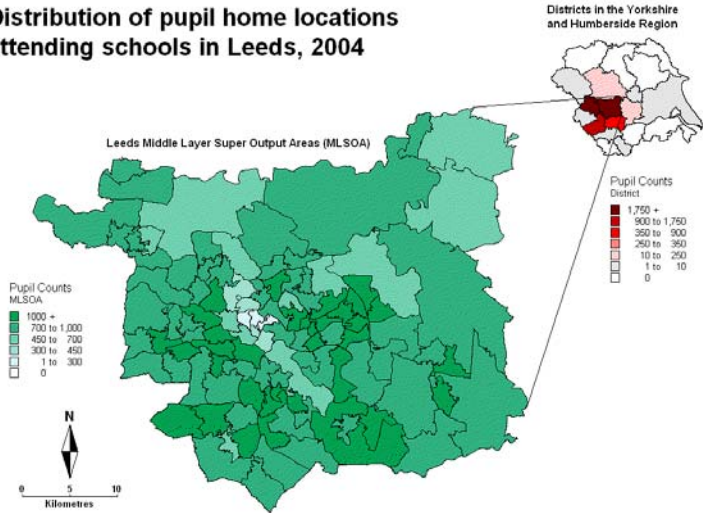 Distribution of pupil home locations
attending schools in Leeds, 2004
Districts in the Yorkshire
and Humberside Region
Leeds Middle Layer Super Output Areas (MLSOA)
Pupil Counts
District
1,750 +
900 to 1,750
350 to 900
250 to 350
10 to 250
1 to 10
0
Pupil Counts
MLSOA
1000 +
700 to 1,000
450 to 700
300 to 450
1 to 300
0
N
0 5 10
Kilometres